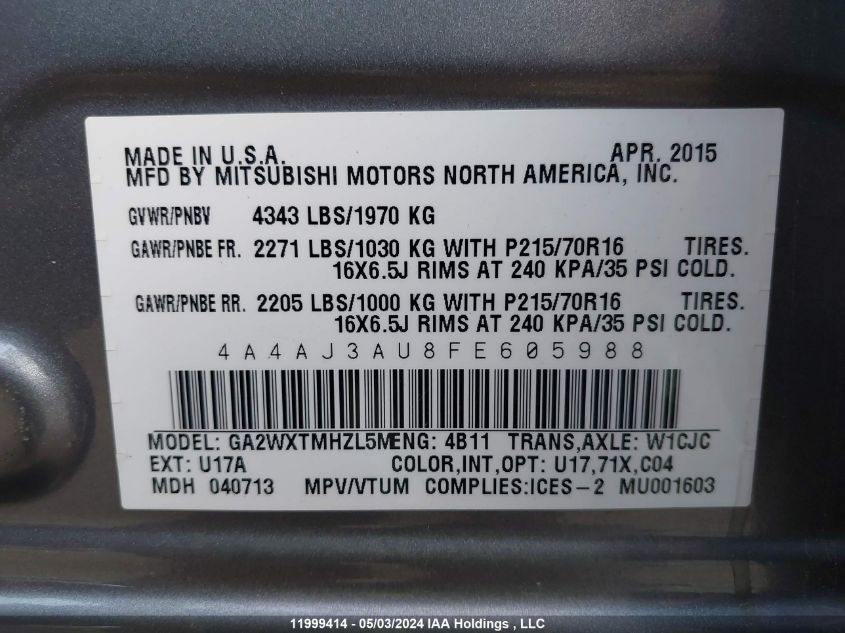 MADE IN U.S.A. APR. 2015
MFD BY MITSUBISHI MOTORS NORTH AMERICA, INC.
GVWR/PNBV 4343 LBS/1970 KG
GAWR/PNBE FR. 2271 LBS/1030 KG WITH P215/70R16 TIRES.
16X6.5J RIMS AT 240 KPA/35 PSI COLD.
GAWR/PNBE RR. 2205 LBS/1000 KG WITH P215/70R16 TIRES.
16X6.5J RIMS AT 240 KPA/35 PSI COLD.
4A4AJ3AU8FE605988
MODEL: GA2WXTMHZL5MENG: 4B11 TRANS,AXLE: W1CJC
EXT: U17A COLOR,INT,OPT: U17,71X,C04
MDH 040713 MPV/VTUM COMPLIES:ICES-2 MU001603
11999414 - 05/03/2024 IAA Holdings , LLC